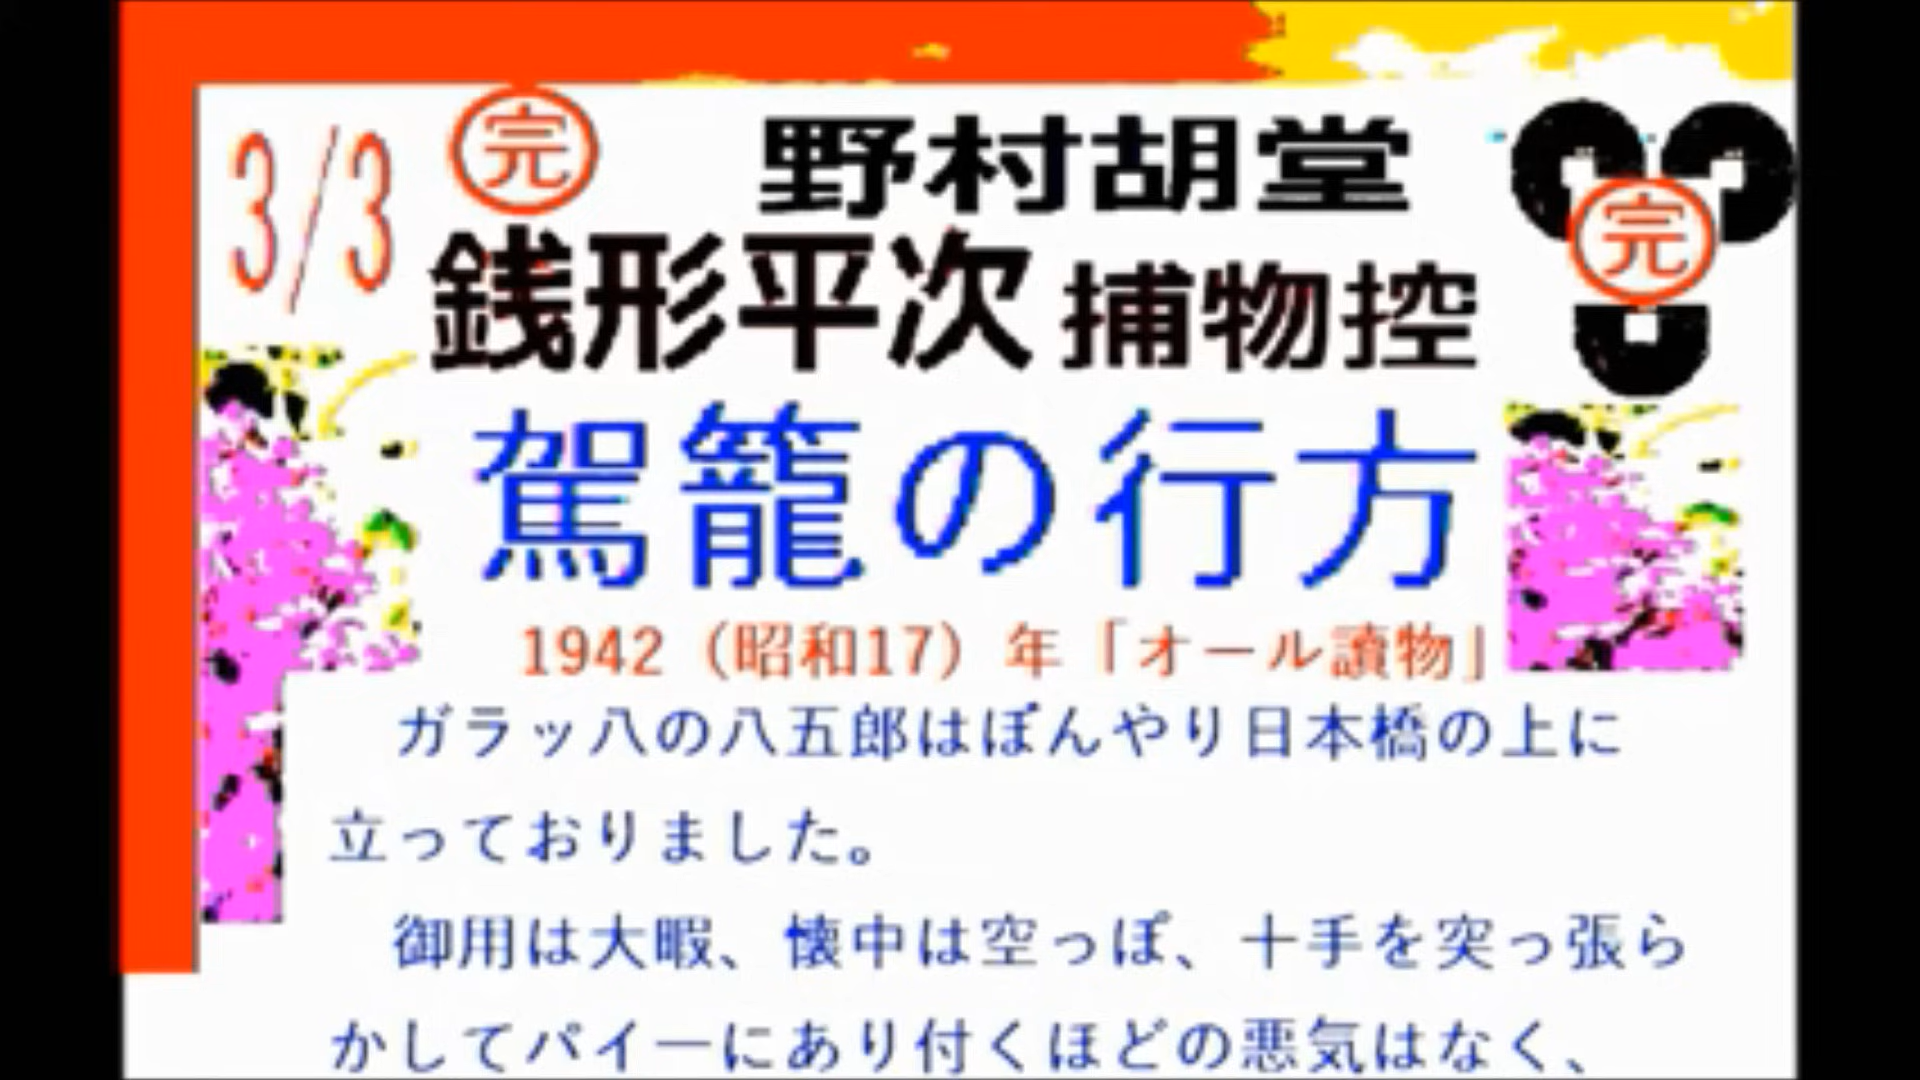 3/3
完
野村胡堂
完
銭形平次 捕物控
駕籠の行方
1942（昭和17）年「オール讀物」
ガラッ八の八五郎はぼんやり日本橋の上に
立っておりました。
御用は大暇、懐中は空っぽ、十手を突っ張ら
かしてパイ一にあり付くほどの悪気はなく、